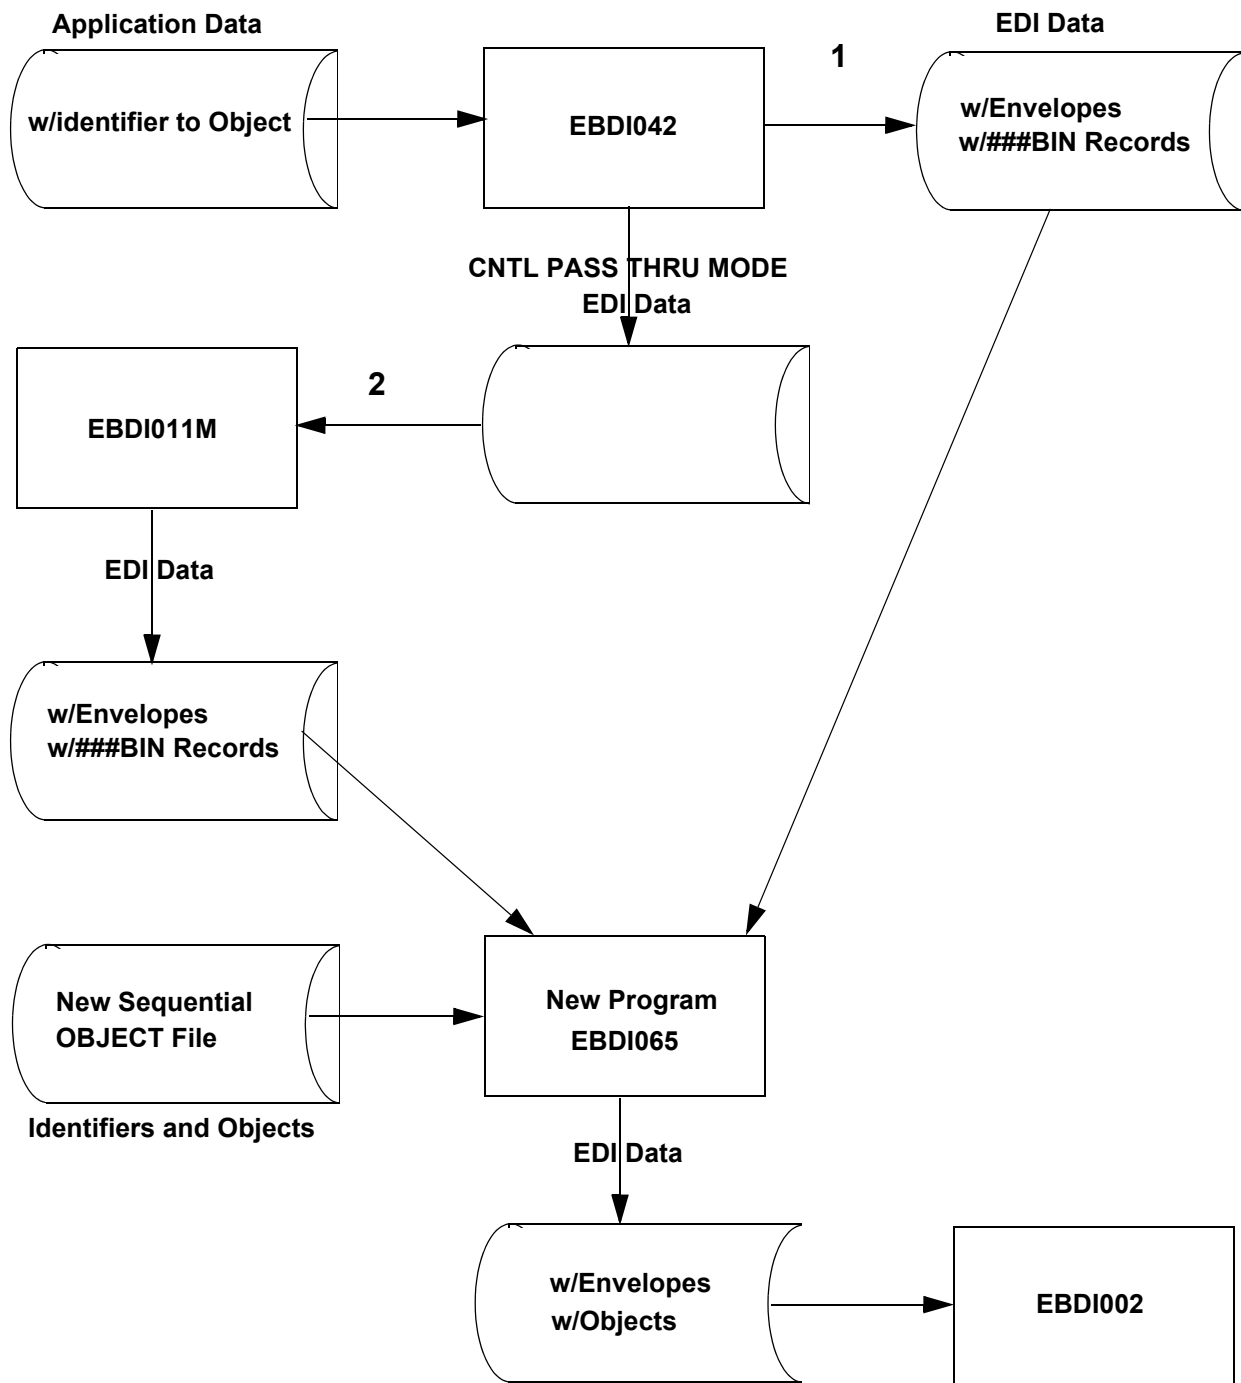 Application Data
EDI Data
1
w/identifier to Object
EBDI042
w/Envelopes
w/###BIN Records
CNTL PASS THRU MODE
EDI Data
2
EBDI011M
EDI Data
w/Envelopes
w/###BIN Records
New Sequential
OBJECT File
New Program
EBDI065
Identifiers and Objects
EDI Data
w/Envelopes
w/Objects
EBDI002